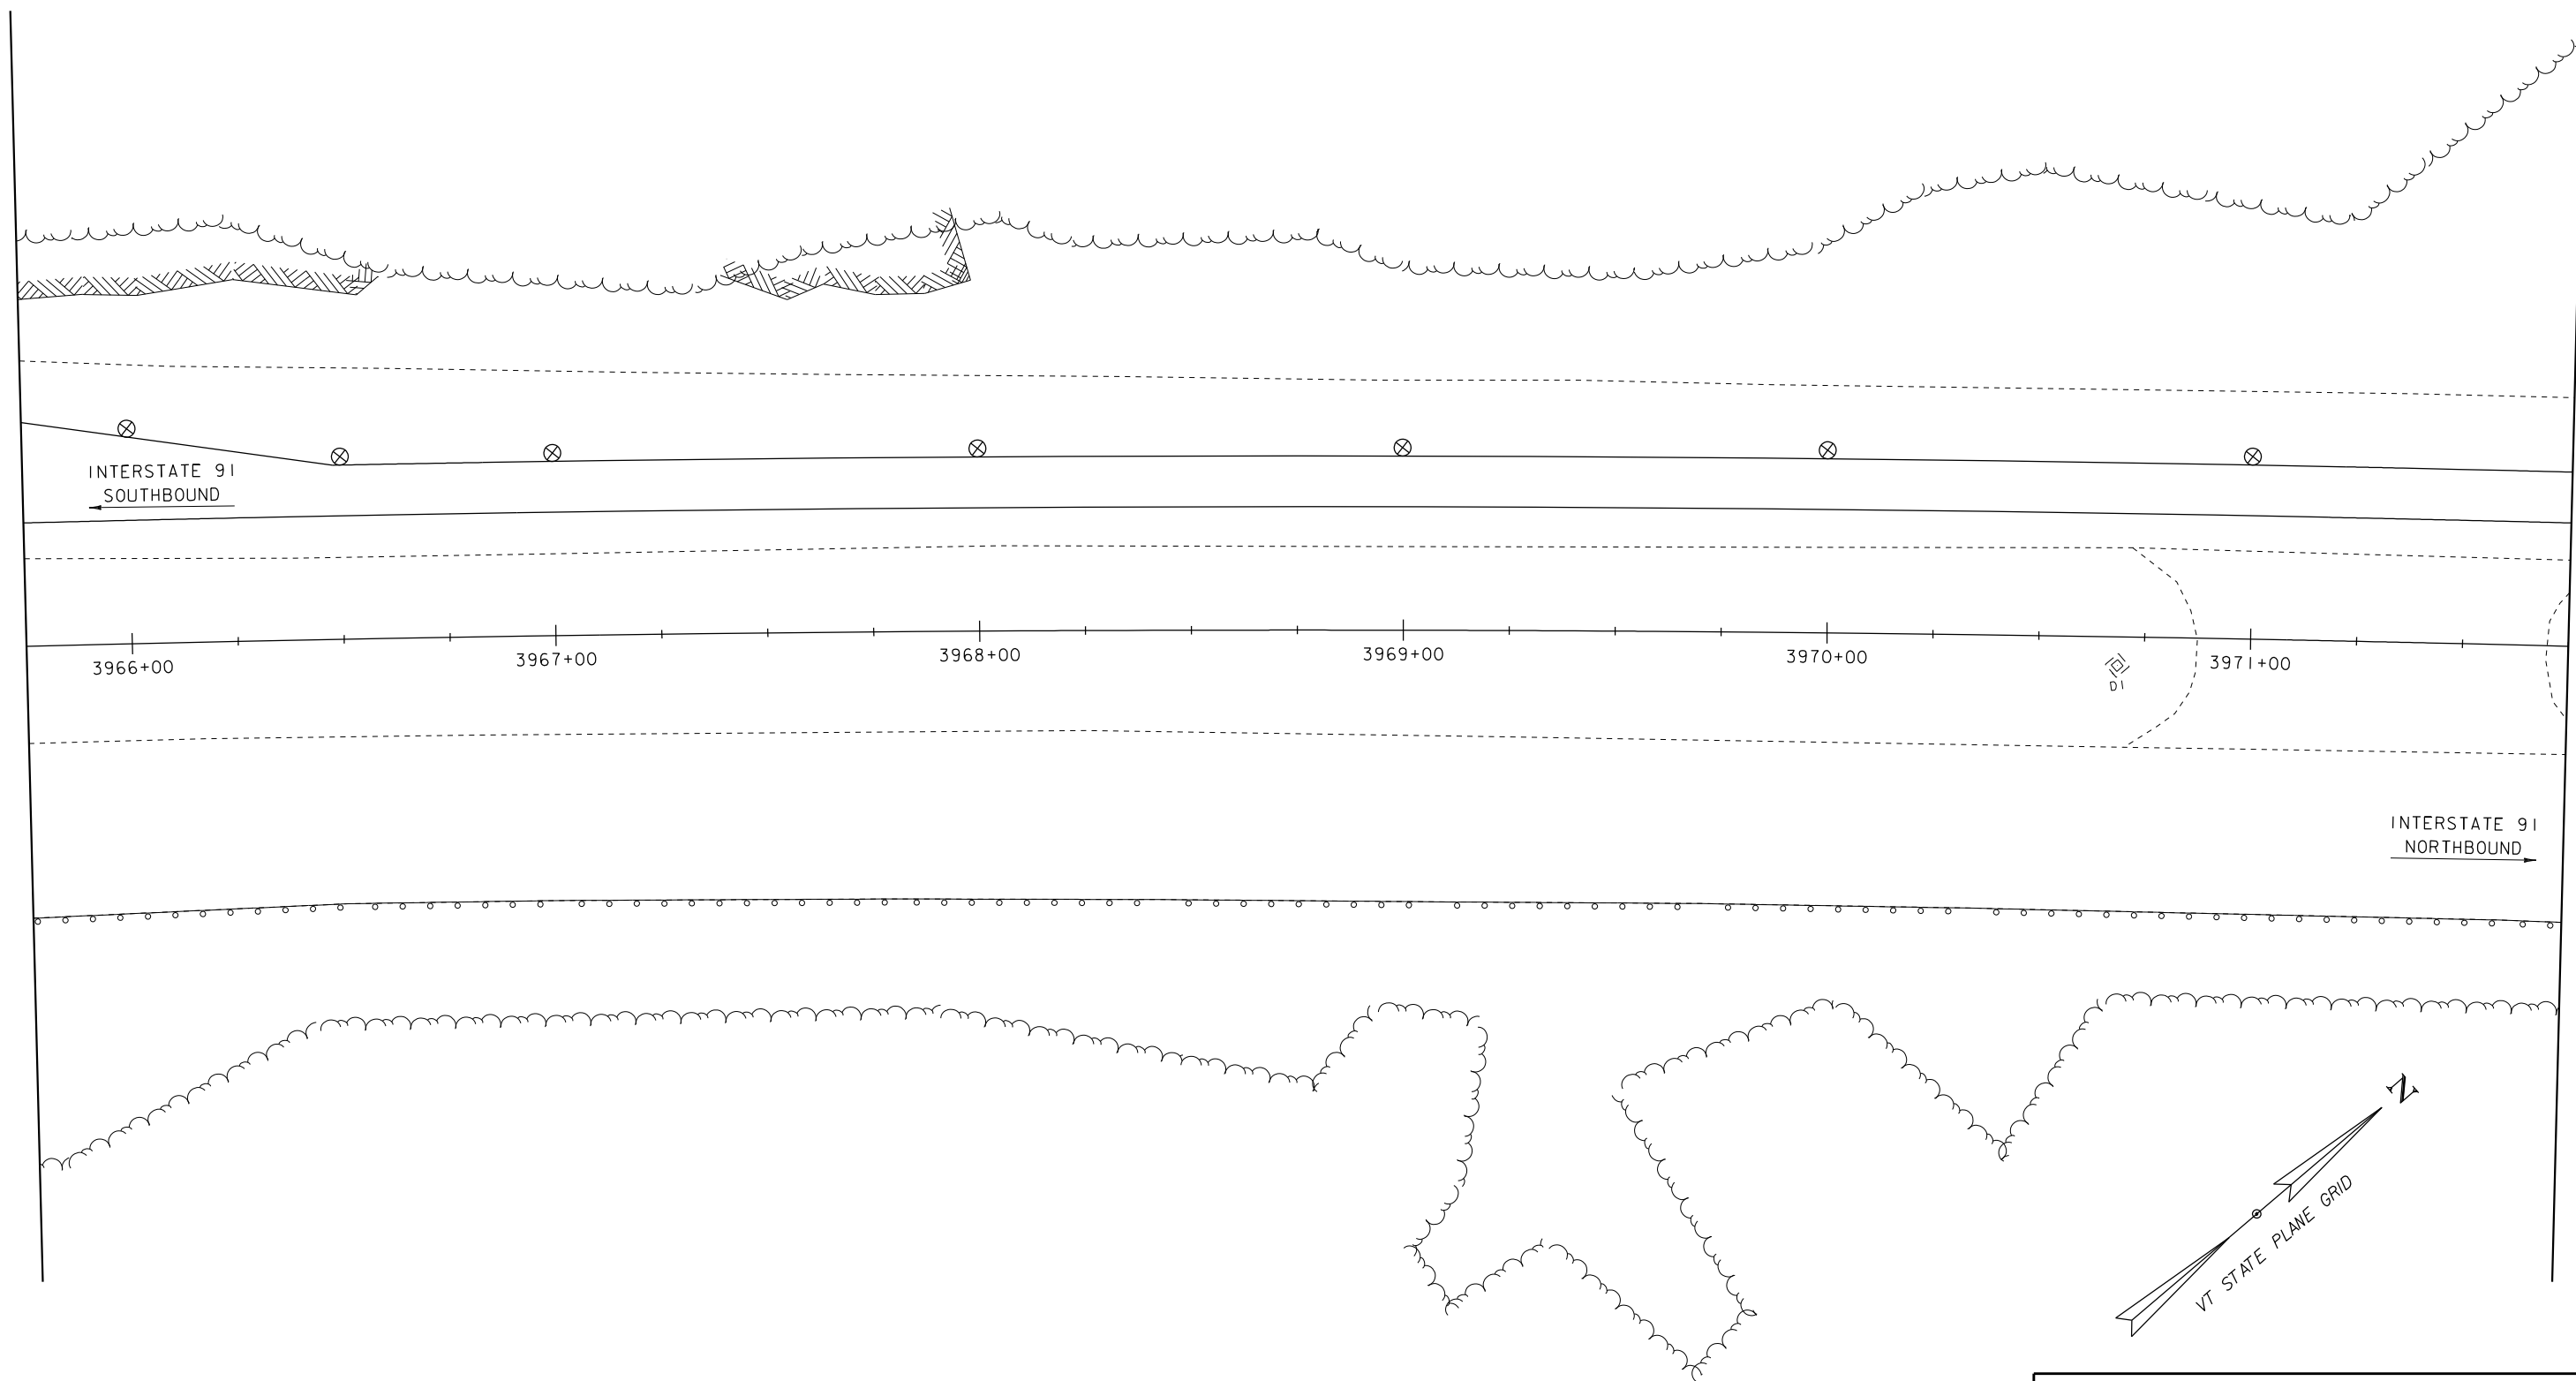 INTERSTATE 91
SOUTHBOUND
3966+00
3967+00
3968+00
3969+00
3970+00
3971+00
D1
INTERSTATE 91
NORTHBOUND
N
VT STATE PLANE GRID